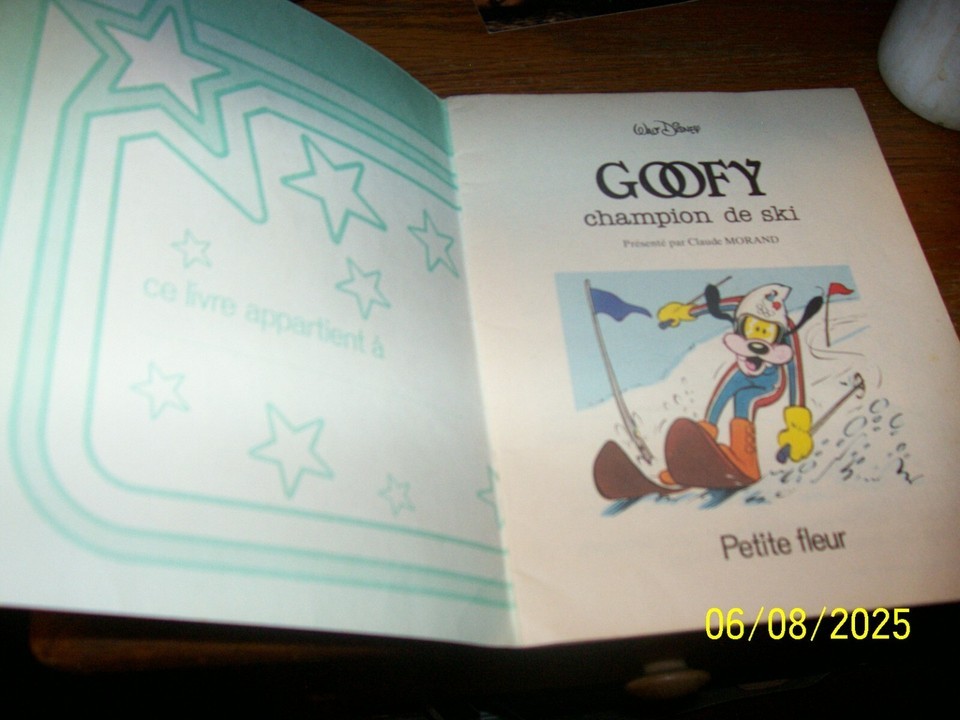 ce livre appartient à
WALT DISNEY
GOOFY
champion de ski
Présenté par Claude MORAND
Petite fleur
06/08/2025